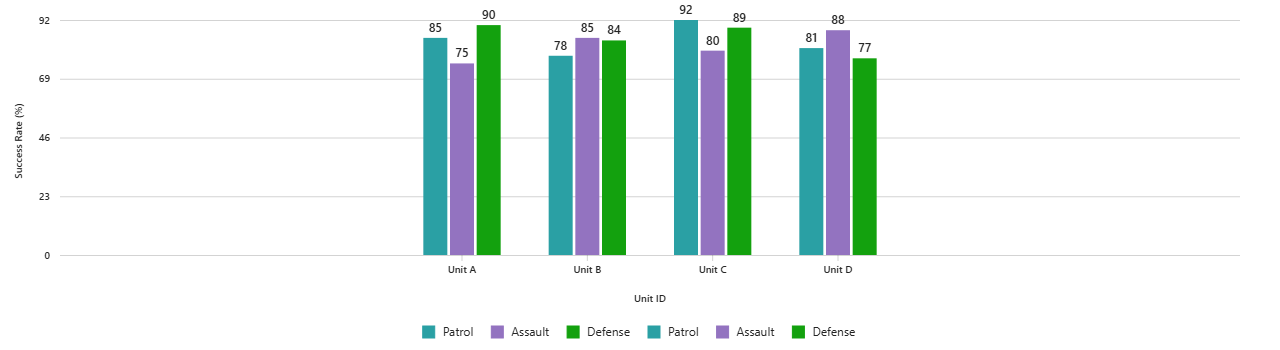 92
85
75
90
78
85
84
92
80
89
81
88
77
69
46
23
0
Success Rate (%)
Unit A
Unit B
Unit C
Unit D
Unit ID
Patrol Assault Defense Patrol Assault Defense